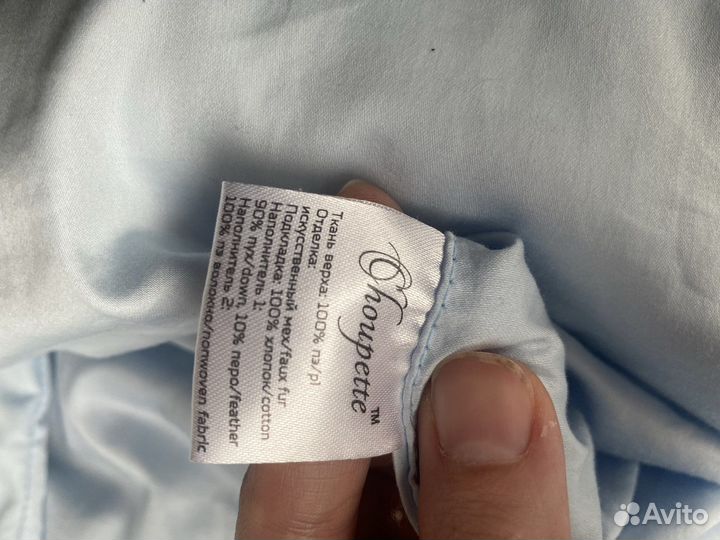 Choupette™
Ткань верха: 100% пэ/pl
Отделка:
искусственный мех/faux fur
Подкладка: 100% хлопок/cotton
Наполнитель 1:
90% пух/down, 10% перо/feather
Наполнитель 2:
100% пэ волокно/nonwoven fabric
Avito